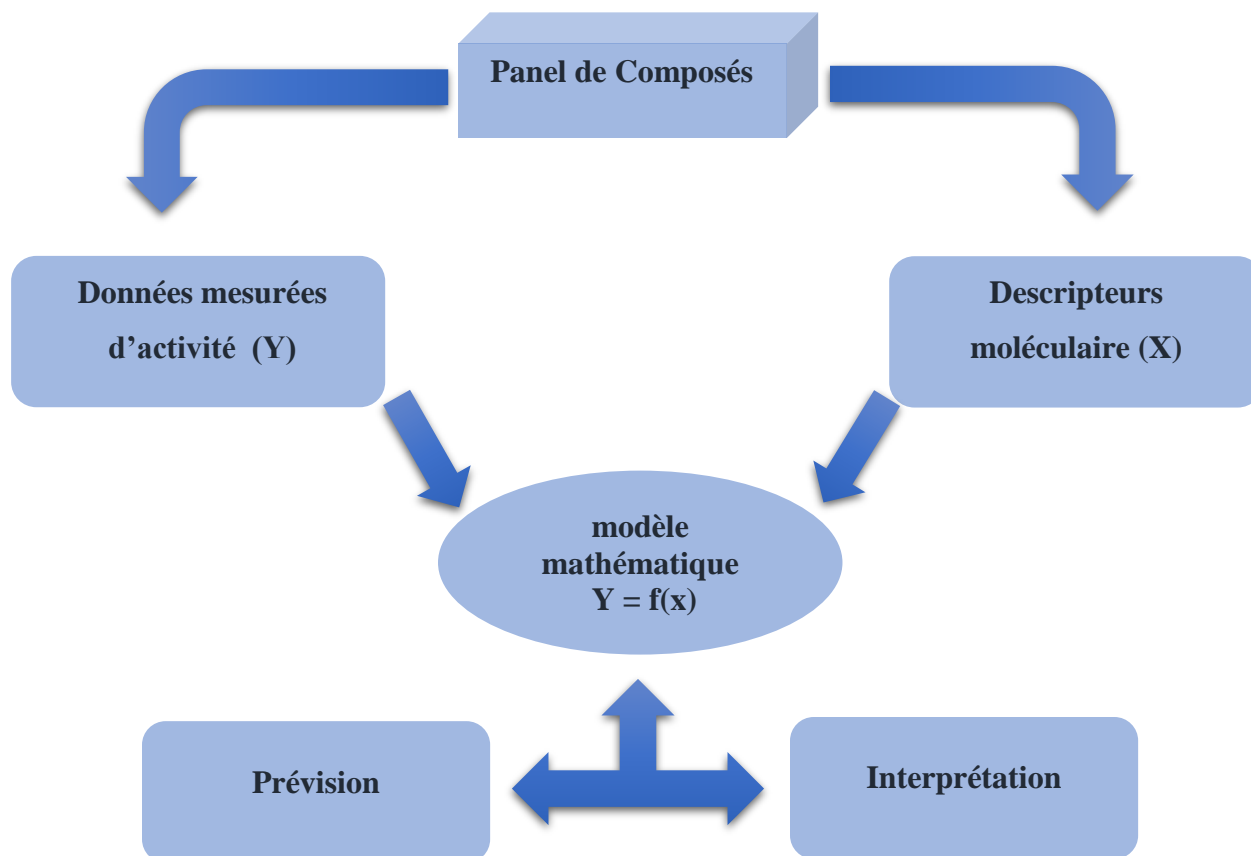 Panel de Composés
Données mesurées
d’activité  (Y)
Descripteurs
moléculaire (X)
modèle
mathématique
Y = f(x)
Prévision
Interprétation